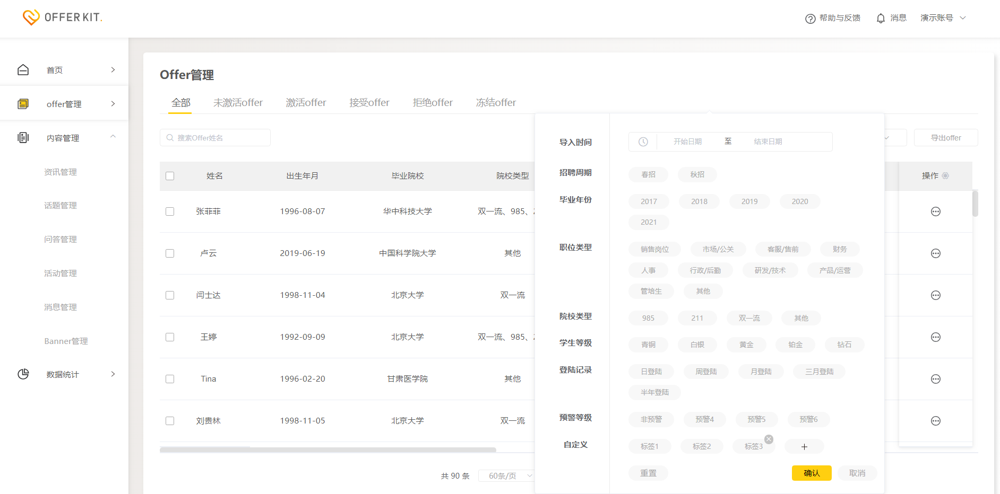 OFFER KIT.
帮助与反馈 消息 演示账号
首页
offer管理
内容管理
资讯管理
话题管理
问答管理
活动管理
消息管理
Banner管理
数据统计
Offer管理
全部 未激活offer 激活offer 接受offer 拒绝offer 冻结offer
搜索Offer姓名
导出offer
姓名 出生年月 毕业院校 院校类型 操作
张菲菲 1996-08-07 华中科技大学 双一流、985、
卢云 2019-06-19 中国科学院大学 其他
闫士达 1998-11-04 北京大学 双一流
王婷 1992-09-09 北京大学 双一流、985、
Tina 1996-02-20 甘肃医学院 其他
刘贵林 1998-11-05 北京大学 双一流
共 90 条 60条/页
导入时间 开始日期 至 结束日期
招聘周期 春招 秋招
毕业年份 2017 2018 2019 2020
2021
职位类型 销售岗位 市场/公关 客服/售前 财务
人事 行政/后勤 研发/技术 产品/运营
管培生 其他
院校类型 985 211 双一流 其他
学生等级 青铜 白银 黄金 铂金 钻石
登陆记录 日登陆 周登陆 月登陆 三月登陆
半年登陆
预警等级 非预警 预警4 预警5 预警6
自定义 标签1 标签2 标签3 +
重置 确认 取消